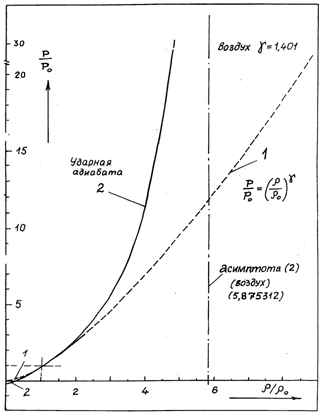 30
P/P₀
20
Воздух γ=1,401
15
Ударная
адиабата
2
1
P/P₀=(ρ/ρ₀)^γ
10
Асимптота (2)
(воздух)
(5,875312)
5
1
0
2
2
4
6
ρ/ρ₀